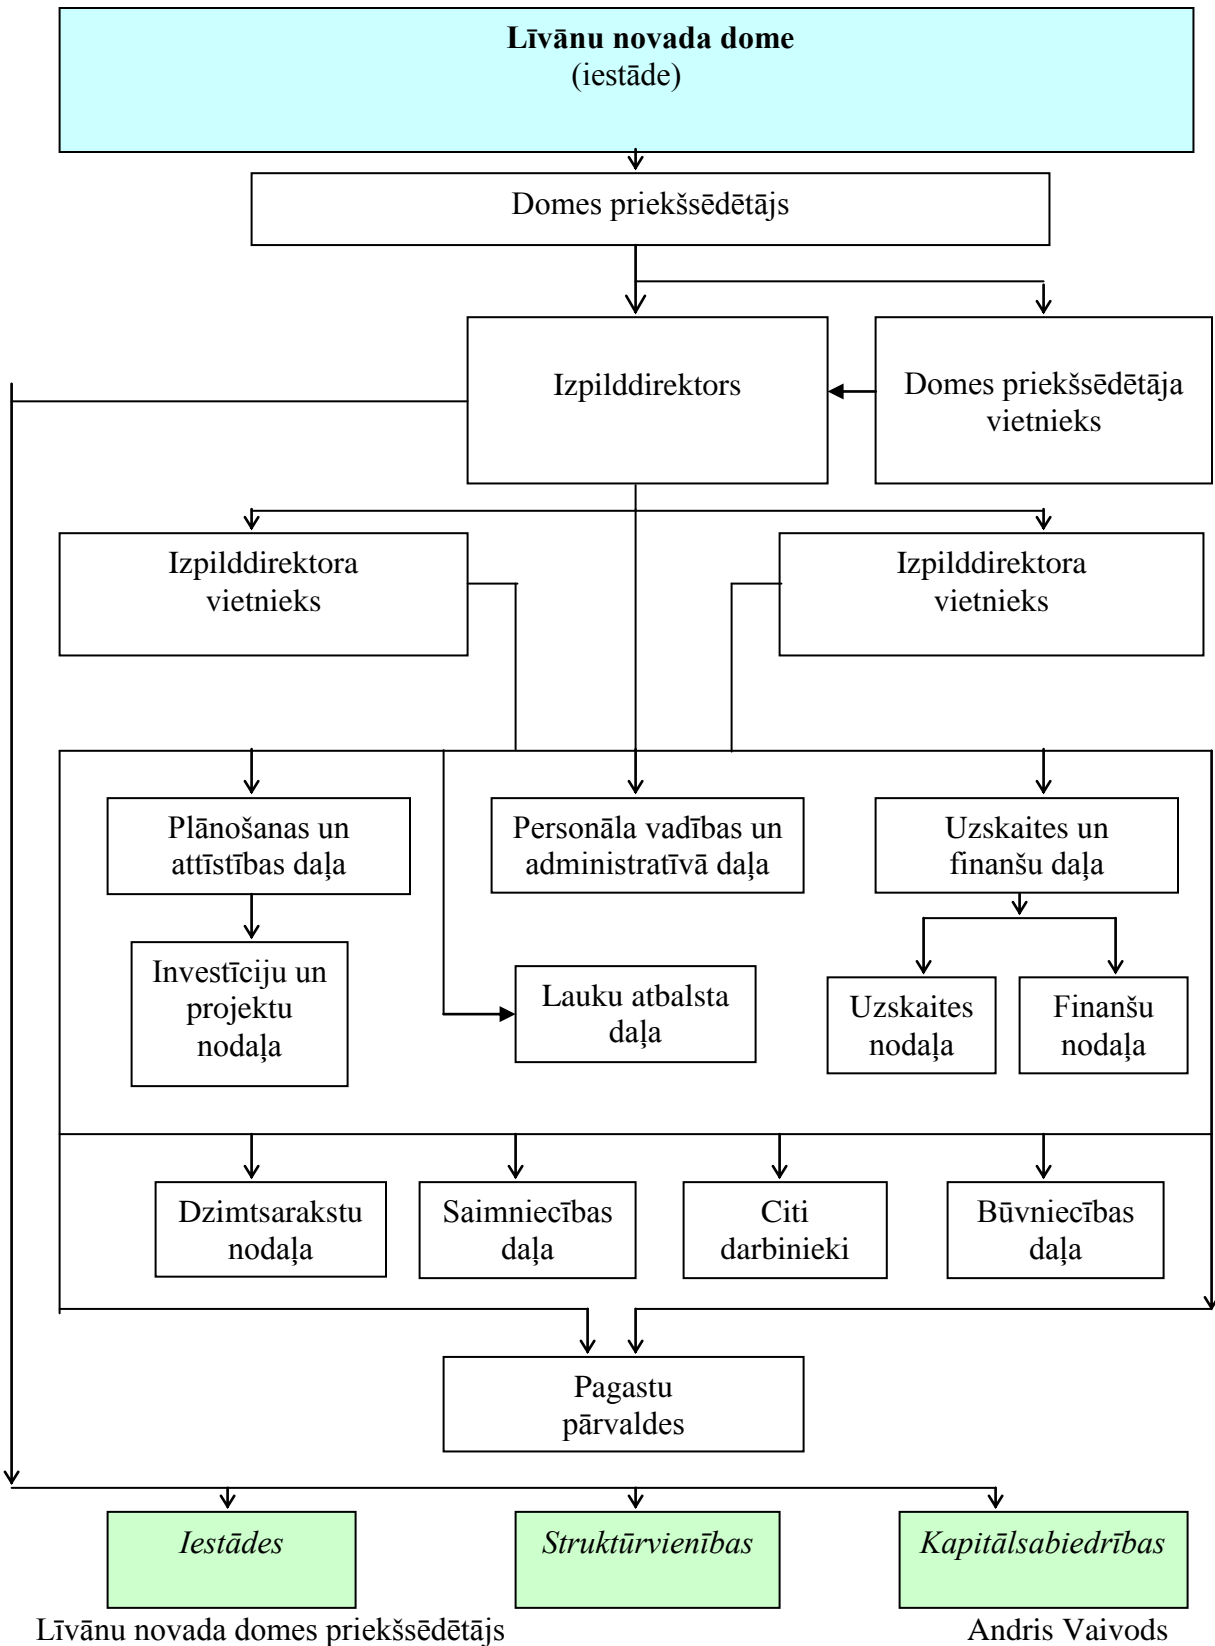 Līvānu novada dome
(iestāde)
Domes priekšsēdētājs
Izpilddirektors
Domes priekšsēdētāja
vietnieks
Izpilddirektora
vietnieks
Izpilddirektora
vietnieks
Plānošanas un
attīstības daļa
Personāla vadības un
administratīvā daļa
Uzskaites un
finanšu daļa
Investīciju un
projektu
nodaļa
Lauku atbalsta
daļa
Uzskaites
nodaļa
Finanšu
nodaļa
Dzimtsarakstu
nodaļa
Saimniecības
daļa
Citi
darbinieki
Būvniecības
daļa
Pagastu
pārvaldes
Iestādes
Struktūrvienības
Kapitālsabiedrības
Līvānu novada domes priekšsēdētājs Andris Vaivods